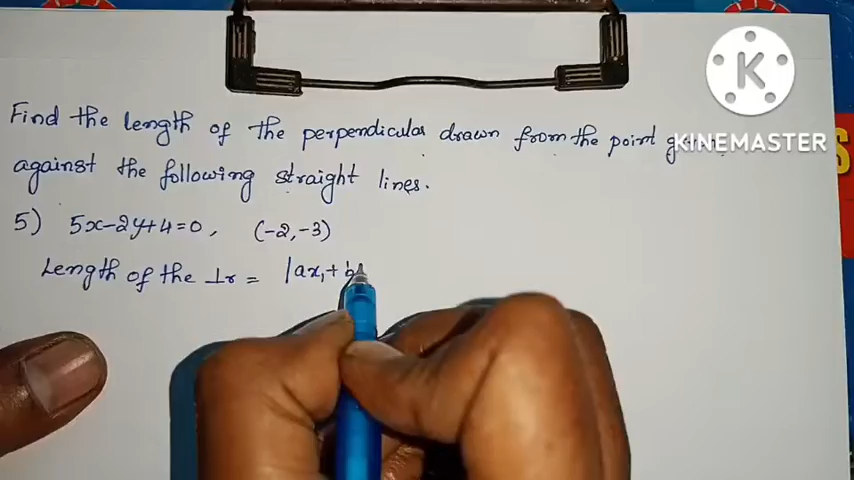 Find the length of the perpendicular drawn from the point
against the following straight lines.
5) 5x-2y+4=0, (-2,-3)
Length of the ⊥r = |ax₁+b
KINEMASTER